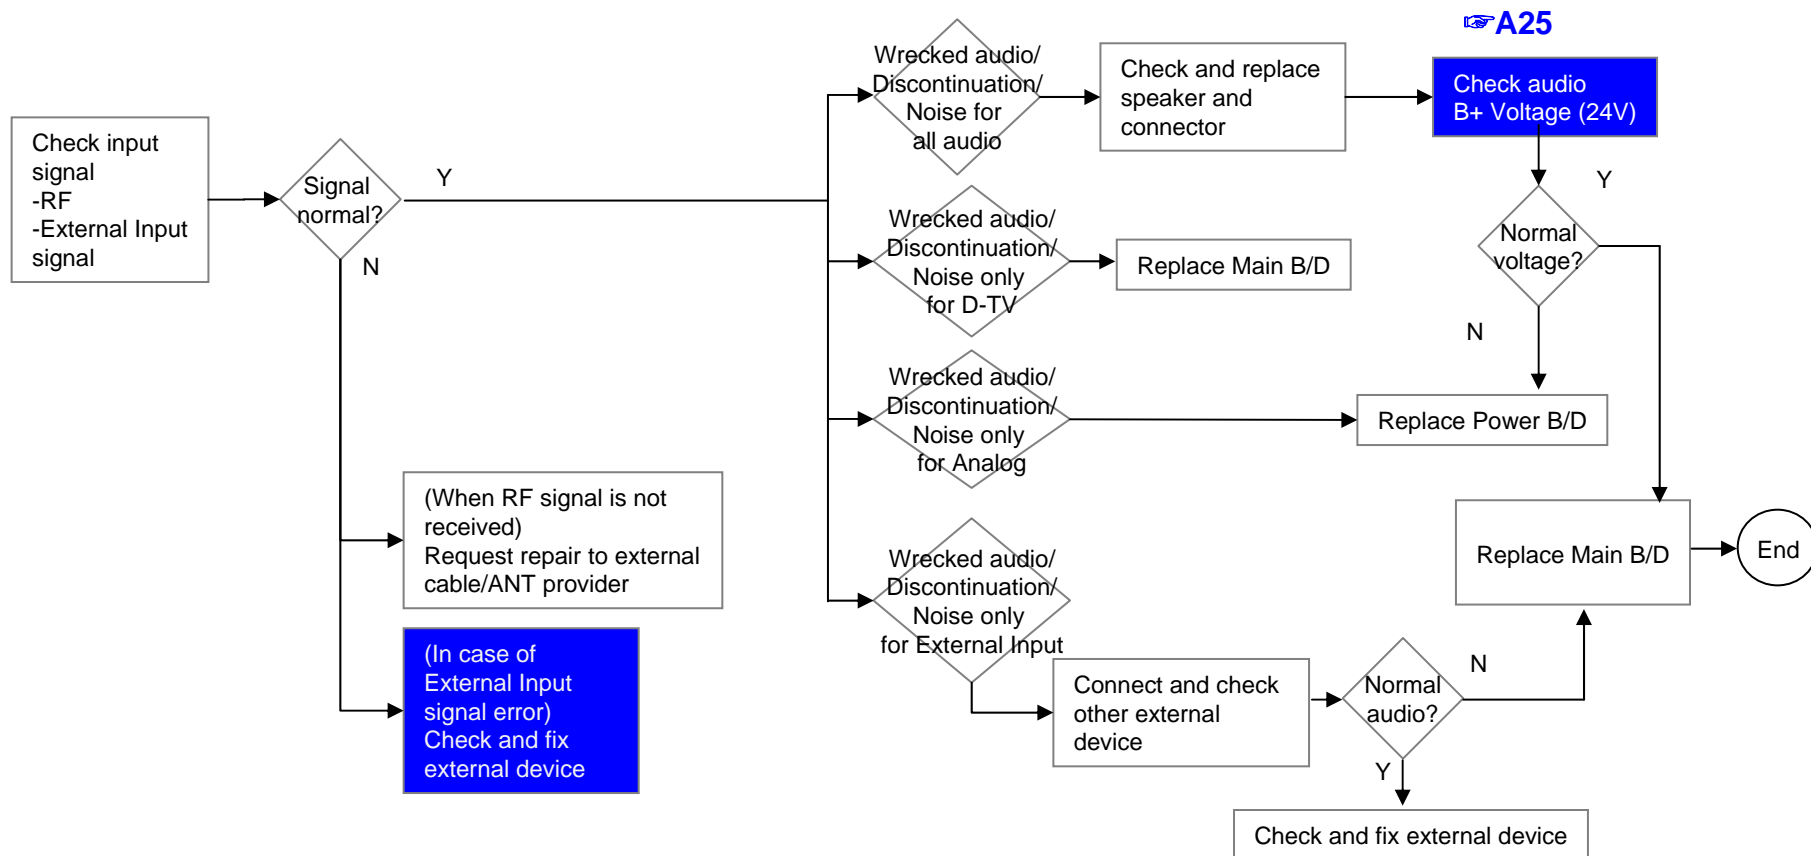 ☞A25
Check input
signal
-RF
-External Input
signal
Signal
normal?
Y
N
(When RF signal is not
received)
Request repair to external
cable/ANT provider
(In case of
External Input
signal error)
Check and fix
external device
Wrecked audio/
Discontinuation/
Noise for
all audio
Check and replace
speaker and
connector
Check audio
B+ Voltage (24V)
Y
Normal
voltage?
N
Wrecked audio/
Discontinuation/
Noise only
for D-TV
Replace Main B/D
Wrecked audio/
Discontinuation/
Noise only
for Analog
Replace Power B/D
Wrecked audio/
Discontinuation/
Noise only
for External Input
Connect and check
other external
device
Normal
audio?
N
Y
Replace Main B/D
End
Check and fix external device